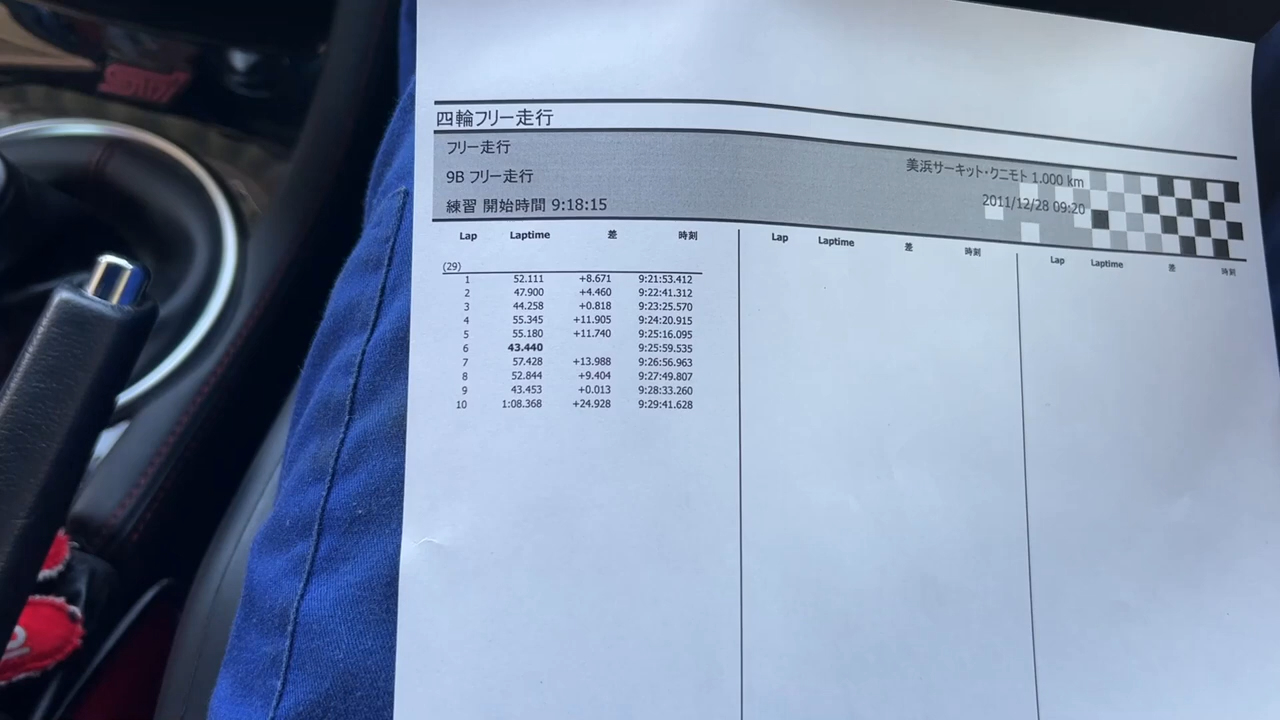 四輪フリー走行
フリー走行
9B フリー走行
練習 開始時間 9:18:15
美浜サーキット・クニモト 1.000 km
2011/12/28 09:20
Lap Laptime 差 時刻
(29)
1 52.111 +8.671 9:21:53.412
2 47.900 +4.460 9:22:41.312
3 44.258 +0.818 9:23:25.570
4 55.345 +11.905 9:24:20.915
5 55.180 +11.740 9:25:16.095
6 43.440 9:25:59.535
7 57.428 +13.988 9:26:56.963
8 52.844 +9.404 9:27:49.807
9 43.453 +0.013 9:28:33.260
10 1:08.368 +24.928 9:29:41.628
Lap Laptime 差 時刻
Lap Laptime 差 時刻